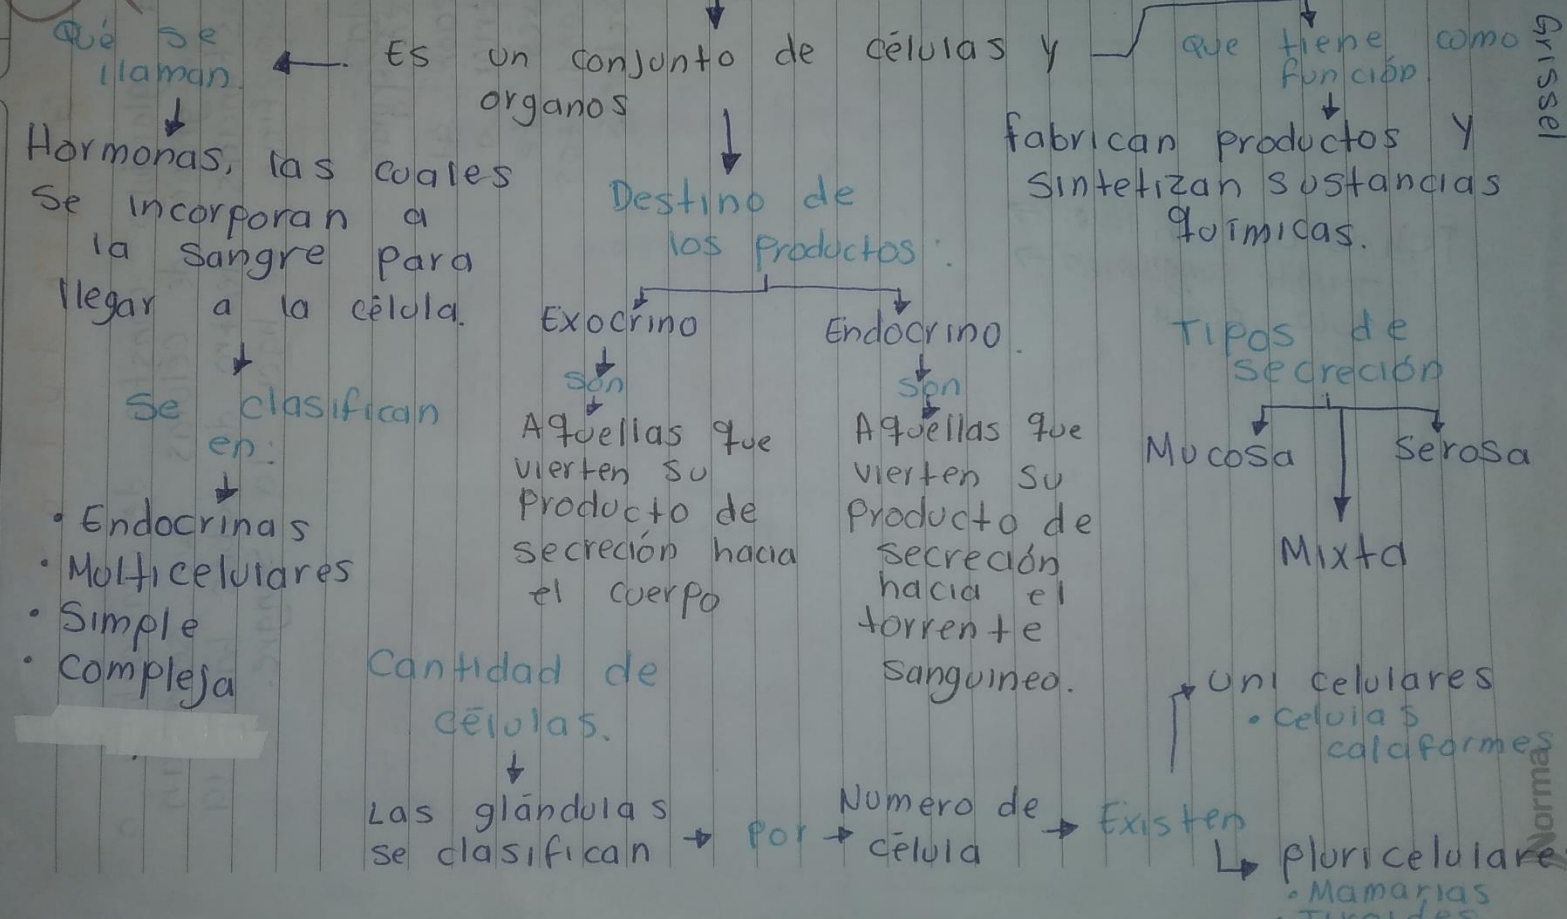 Qué se
llaman.
Es un conjunto de células y
organos
que tiene como
función
Grissel
Hormonas, las cuales
se incorporan a
la sangre para
llegar a la célula.
fabrican productos y
sintetizan sustancias
químicas.
Destino de
los productos:
Exocrino
son
Aquellas que
vierten su
producto de
secreción hacia
el cuerpo
Endocrino.
son
Aquellas que
vierten su
producto de
secreción
hacia el
torrente
sanguineo.
Tipos de
secreción
Mucosa
Serosa
Mixta
se clasifican
en:
• Endocrinas
• Multicelulares
• Simple
• compleja
Cantidad de
células.
Las glándulas
se clasifican
por
Numero de
célula
Existen
uni celulares
• celulas
caliciformes
pluricelulare
• Mamarias
Norma